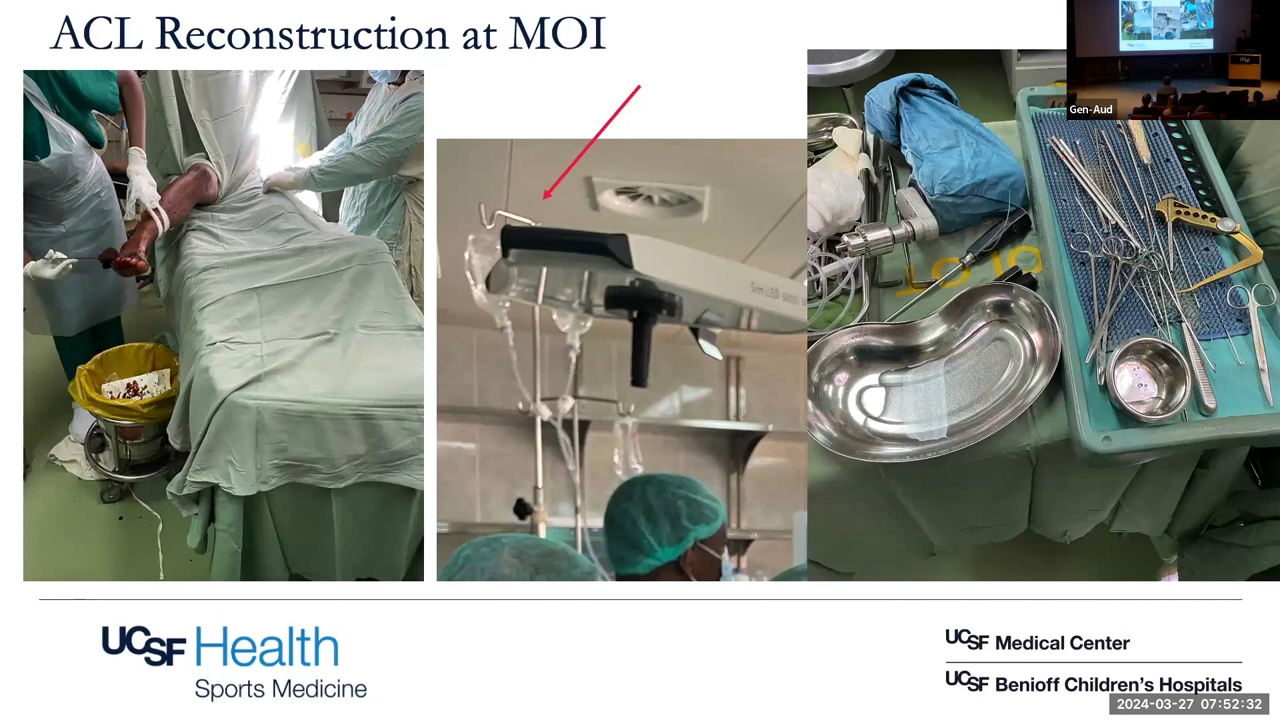 ACL Reconstruction at MOI
Gen-Aud
UCSF Health
Sports Medicine
UCSF Medical Center
UCSF Benioff Children's Hospitals
2024-03-27 07:52:32